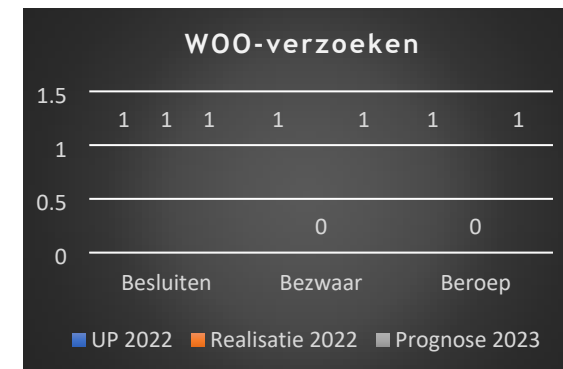 WOO-verzoeken
1.5
1 1 1 1 1 1 1
1
0.5
0 0
0
Besluiten Bezwaar Beroep
UP 2022 Realisatie 2022 Prognose 2023